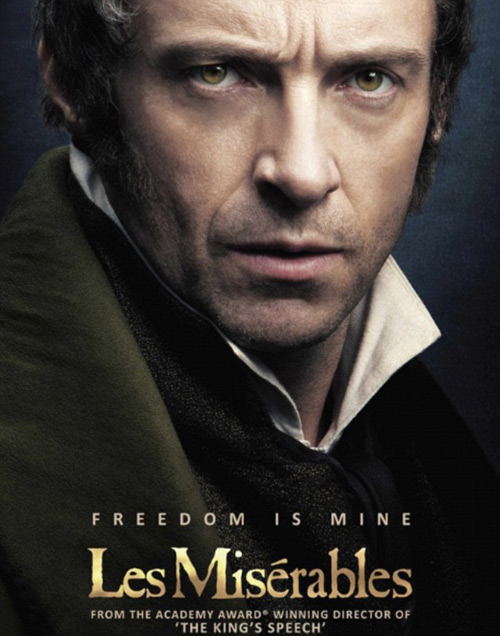 FREEDOM IS MINE
Les Misérables
FROM THE ACADEMY AWARD® WINNING DIRECTOR OF
'THE KING'S SPEECH'